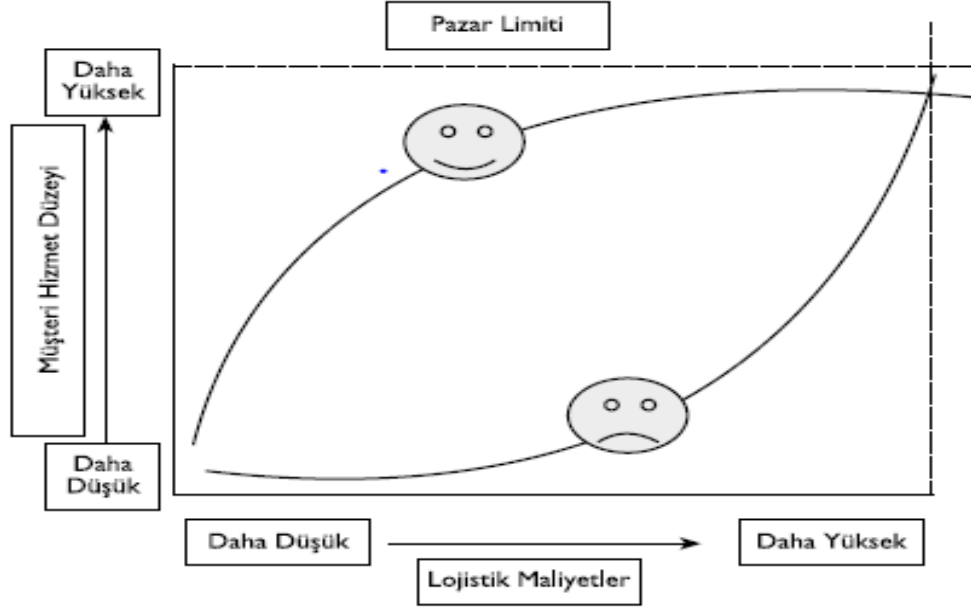 Pazar Limiti
Daha
Yüksek
Müşteri Hizmet Düzeyi
Daha
Düşük
Daha Düşük
Daha Yüksek
Lojistik Maliyetler